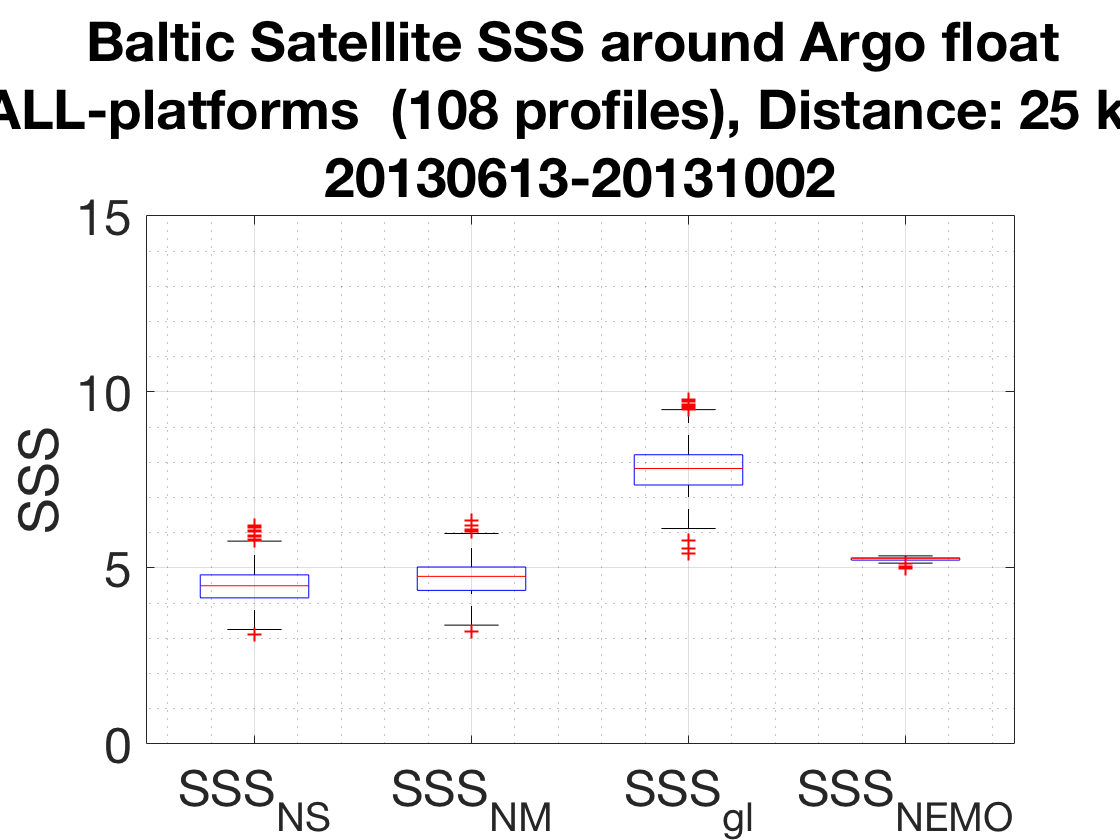 Baltic Satellite SSS around Argo float
ALL-platforms (108 profiles), Distance: 25 k
20130613-20131002
15
10
5
0
SSS
SSS_NS SSS_NM SSS_gl SSS_NEMO